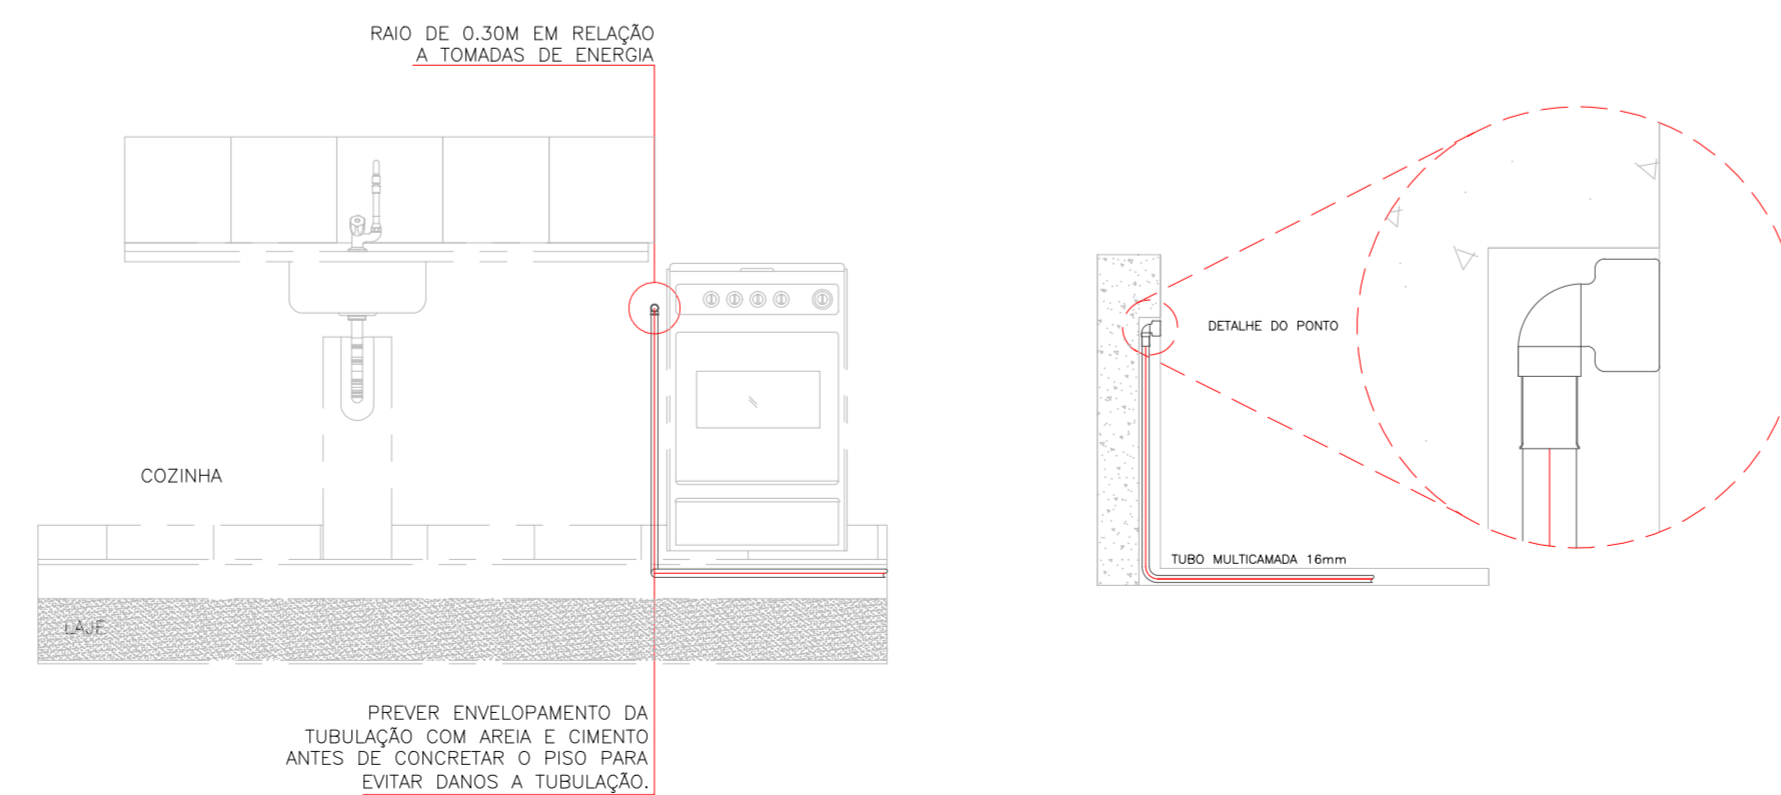 RAIO DE 0.30M EM RELAÇÃO
A TOMADAS DE ENERGIA
DETALHE DO PONTO
COZINHA
TUBO MULTICAMADA 16mm
LAJE
PREVER ENVELOPAMENTO DA
TUBULAÇÃO COM AREIA E CIMENTO
ANTES DE CONCRETAR O PISO PARA
EVITAR DANOS A TUBULAÇÃO.